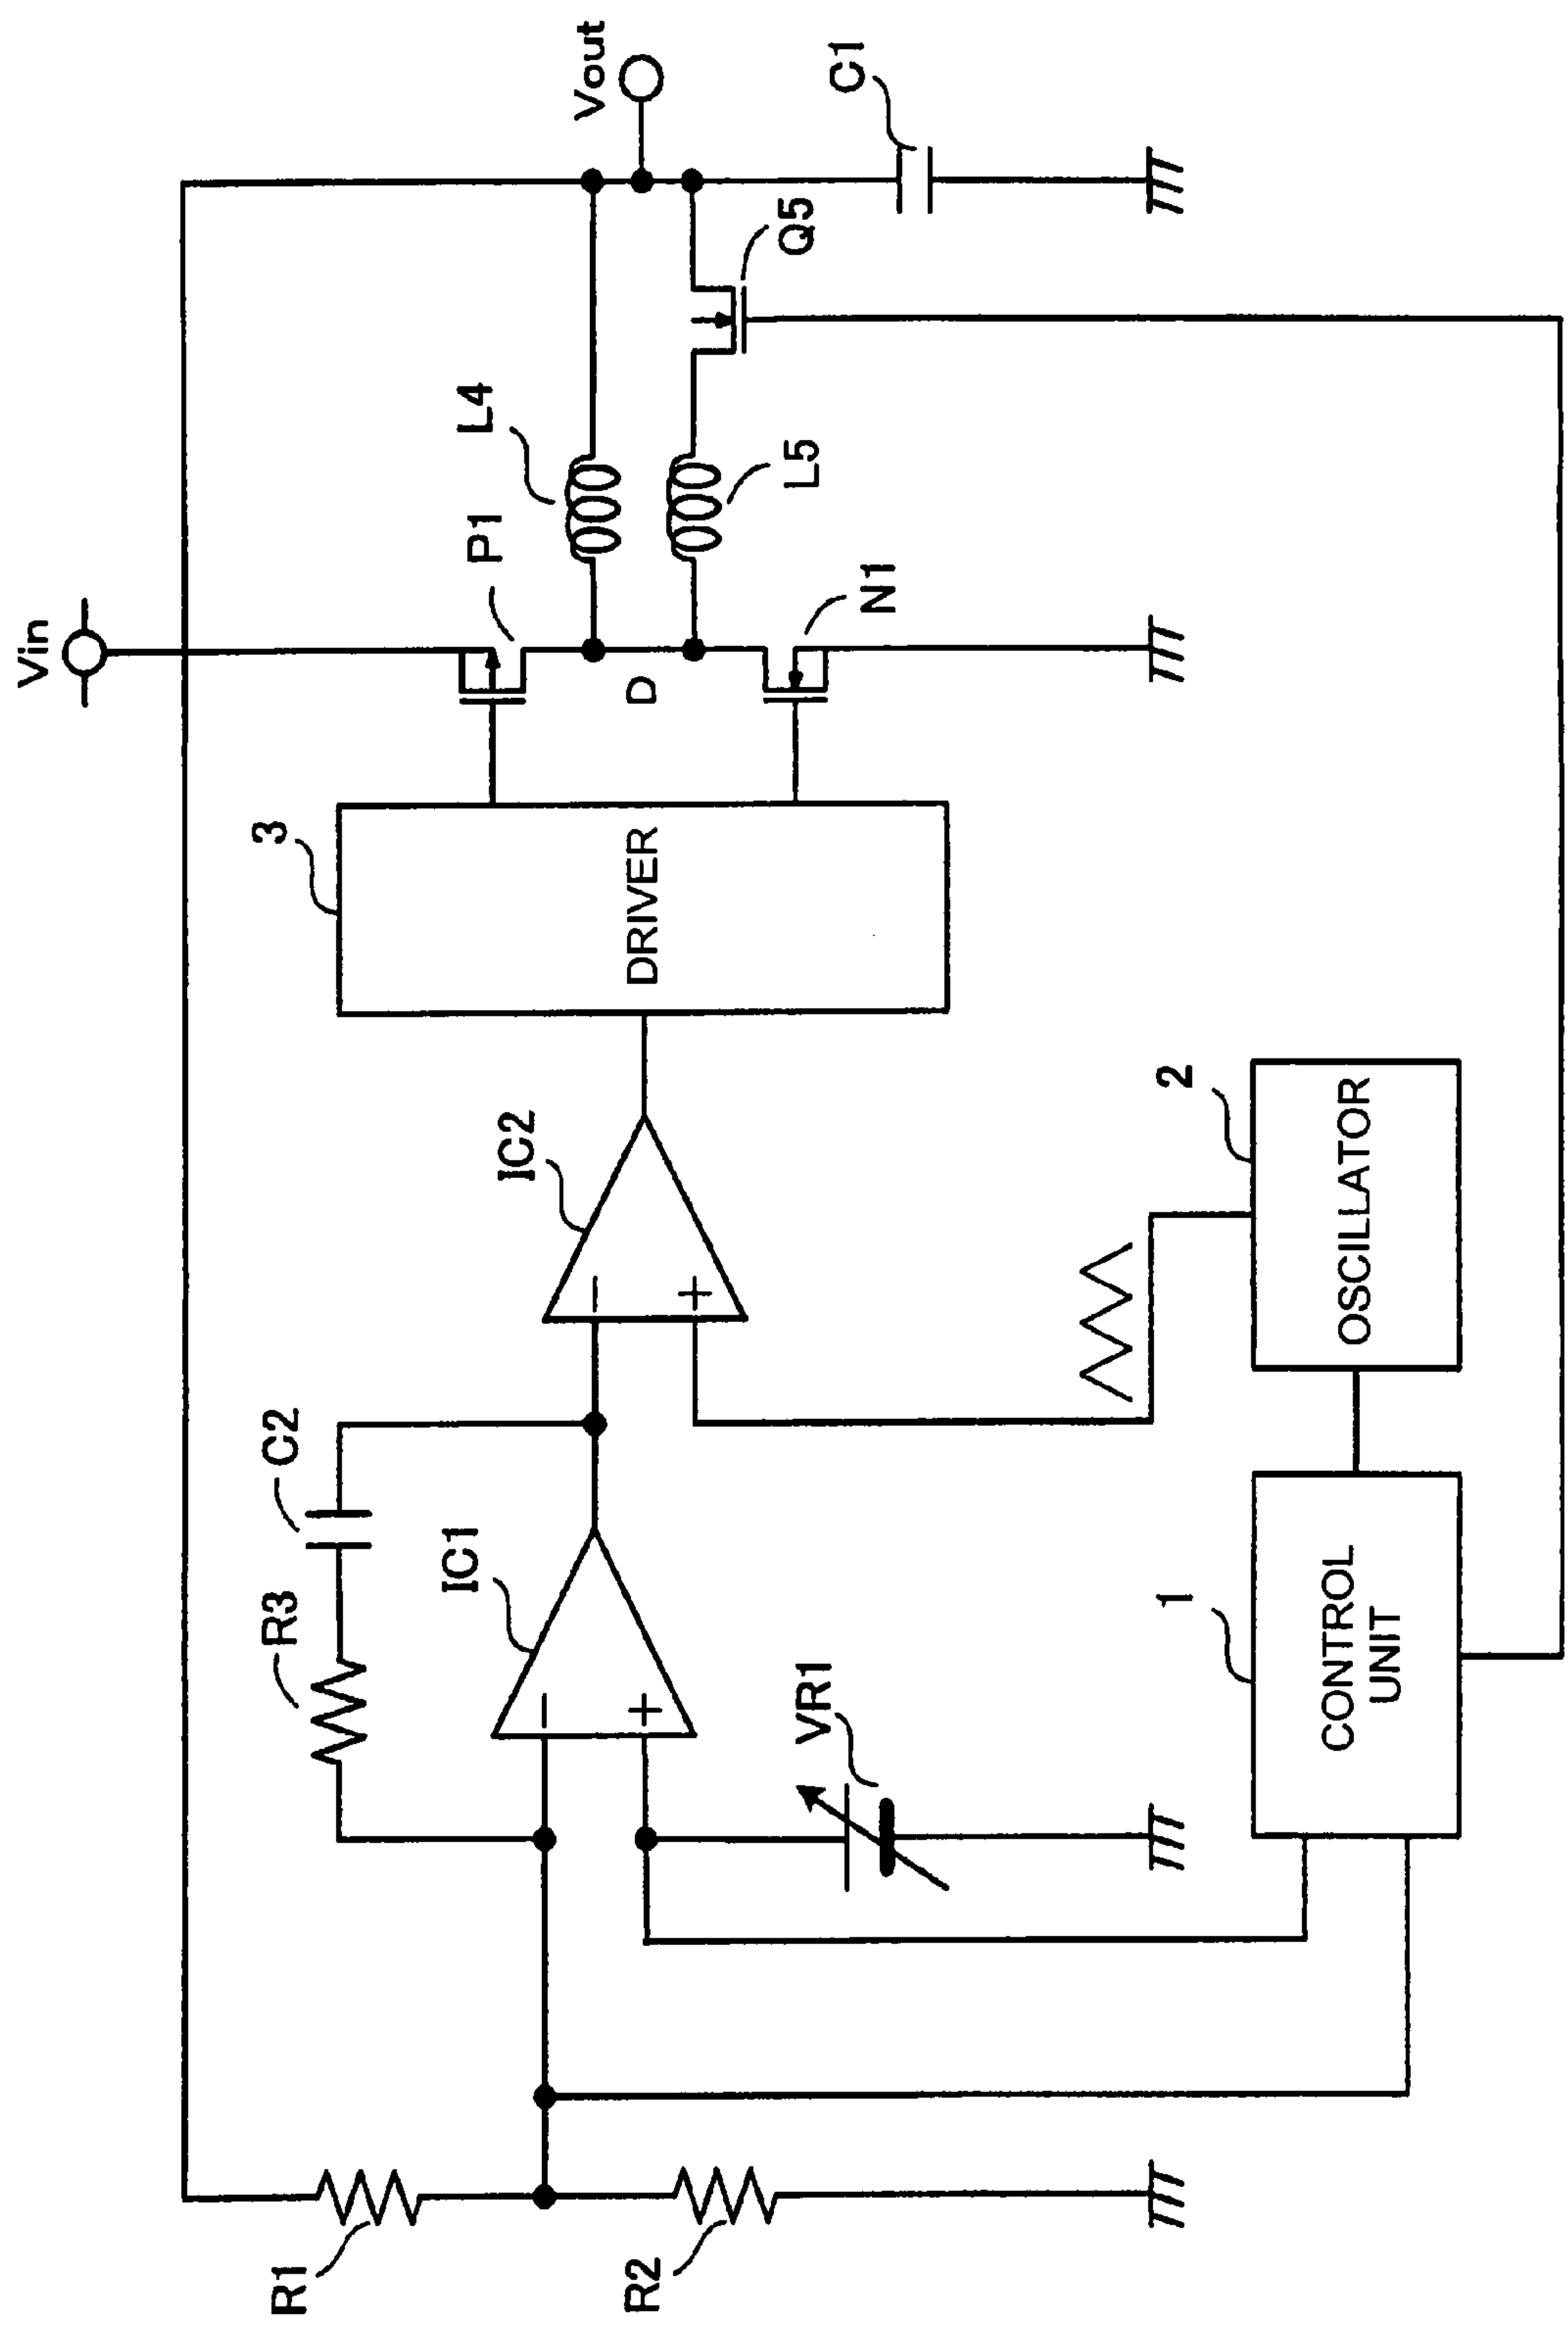 Vin
Vout
C1
Q5
L4
L5
P1
N1
D
3
DRIVER
IC2
2
OSCILLATOR
C2
R3
IC1
VR1
1
CONTROL
UNIT
R1
R2